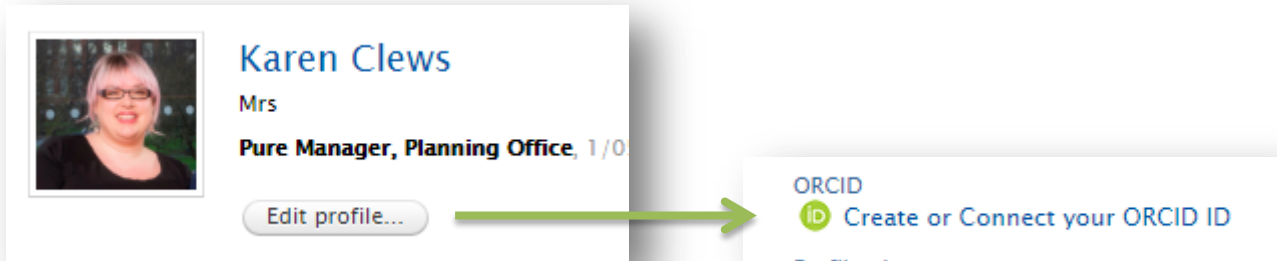 Karen Clews
Mrs
Pure Manager, Planning Office, 1/0
Edit profile...
ORCID
iD Create or Connect your ORCID ID